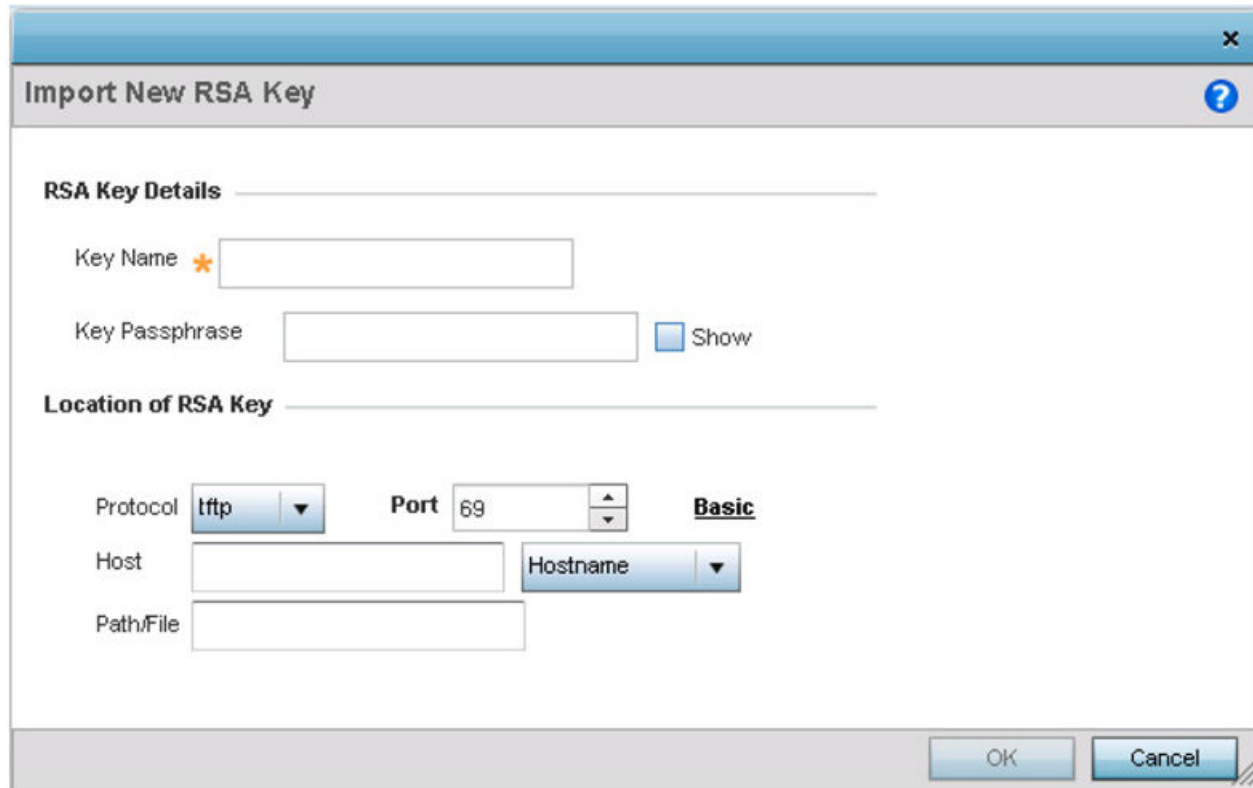 Import New RSA Key
RSA Key Details
Key Name *
Key Passphrase Show
Location of RSA Key
Protocol tftp Port 69 Basic
Host Hostname
Path/File
OK Cancel